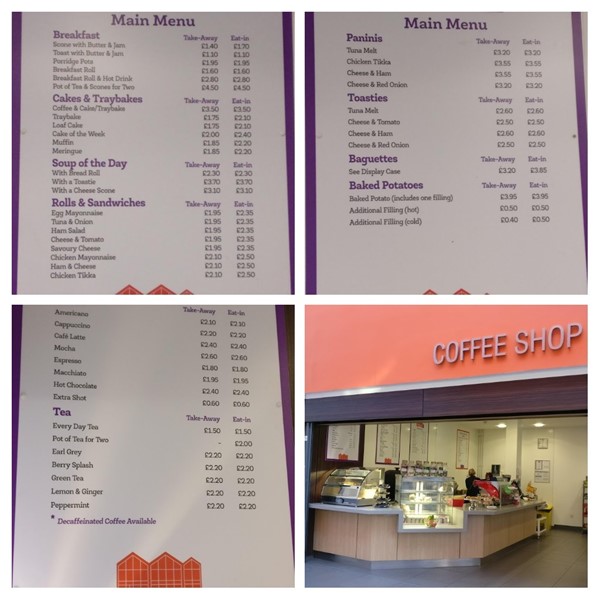 Main Menu
Breakfast Take-Away Eat-in
Scone with Butter & Jam £1.40 £1.70
Toast with Butter & Jam £1.10 £1.10
Porridge Pots £1.95 £1.95
Breakfast Roll £1.60 £1.60
Breakfast Roll & Hot Drink £2.80 £2.80
Pot of Tea & Scones for Two £4.50 £4.50
Cakes & Traybakes Take-Away Eat-in
Coffee & Cake/Traybake £3.50 £3.50
Traybake £1.75 £2.10
Loaf Cake £1.75 £2.10
Cake of the Week £2.00 £2.40
Muffin £1.85 £2.20
Meringue £1.85 £2.20
Soup of the Day Take-Away Eat-in
With Bread Roll £2.30 £2.30
With a Toastie £3.70 £3.70
With a Cheese Scone £3.10 £3.10
Rolls & Sandwiches Take-Away Eat-in
Egg Mayonnaise £1.95 £2.35
Tuna & Onion £1.95 £2.35
Ham Salad £1.95 £2.35
Cheese & Tomato £1.95 £2.35
Savoury Cheese £1.95 £2.35
Chicken Mayonnaise £2.10 £2.50
Ham & Cheese £2.10 £2.50
Chicken Tikka £2.10 £2.50
Main Menu
Paninis Take-Away Eat-in
Tuna Melt £3.20 £3.20
Chicken Tikka £3.55 £3.55
Cheese & Ham £3.55 £3.55
Cheese & Red Onion £3.20 £3.20
Toasties Take-Away Eat-in
Tuna Melt £2.60 £2.60
Cheese & Tomato £2.50 £2.50
Cheese & Ham £2.60 £2.60
Cheese & Red Onion £2.50 £2.50
Baguettes Take-Away Eat-in
See Display Case £3.20 £3.85
Baked Potatoes Take-Away Eat-in
Baked Potato (includes one filling) £3.95 £3.95
Additional Filling (hot) £0.50 £0.50
Additional Filling (cold) £0.40 £0.50
Take-Away Eat-in
Americano £2.10 £2.10
Cappuccino £2.20 £2.20
Café Latte £2.40 £2.40
Mocha £2.60 £2.60
Espresso £1.80 £1.80
Macchiato £1.95 £1.95
Hot Chocolate £2.40 £2.40
Extra Shot £0.60 £0.60
Tea Take-Away Eat-in
Every Day Tea £1.50 £1.50
Pot of Tea for Two - £2.00
Earl Grey £2.20 £2.20
Berry Splash £2.20 £2.20
Green Tea £2.20 £2.20
Lemon & Ginger £2.20 £2.20
Peppermint £2.20 £2.20
* Decaffeinated Coffee Available
COFFEE SHOP